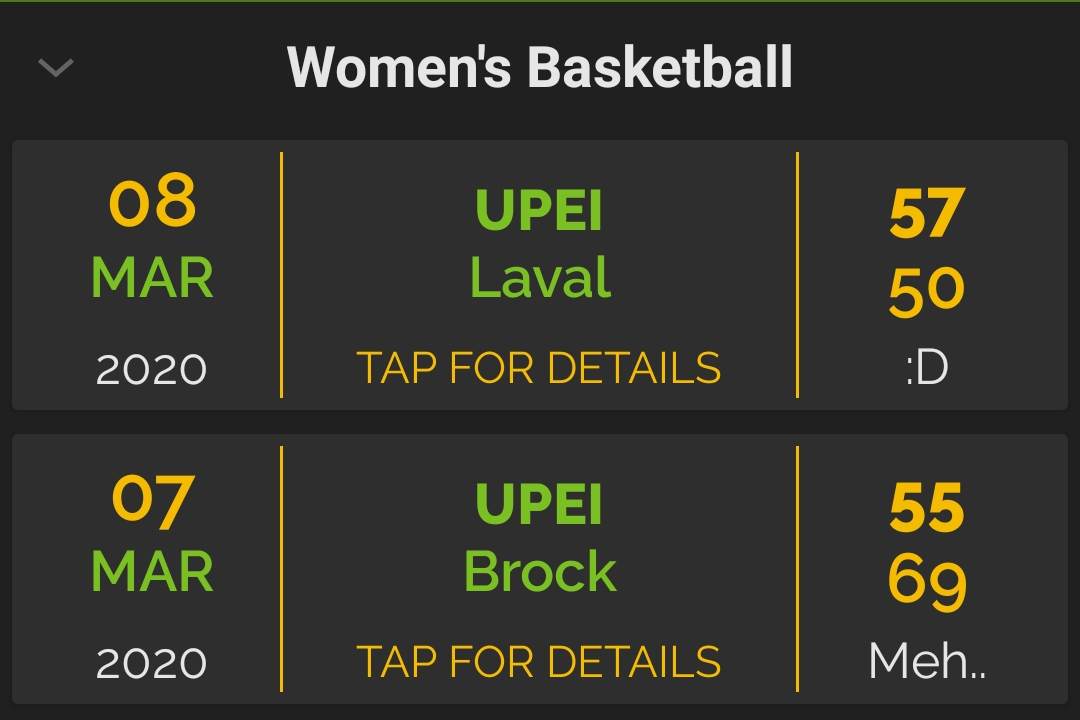 Women's Basketball
08
MAR
2020
UPEI
Laval
TAP FOR DETAILS
57
50
:D
07
MAR
2020
UPEI
Brock
TAP FOR DETAILS
55
69
Meh..